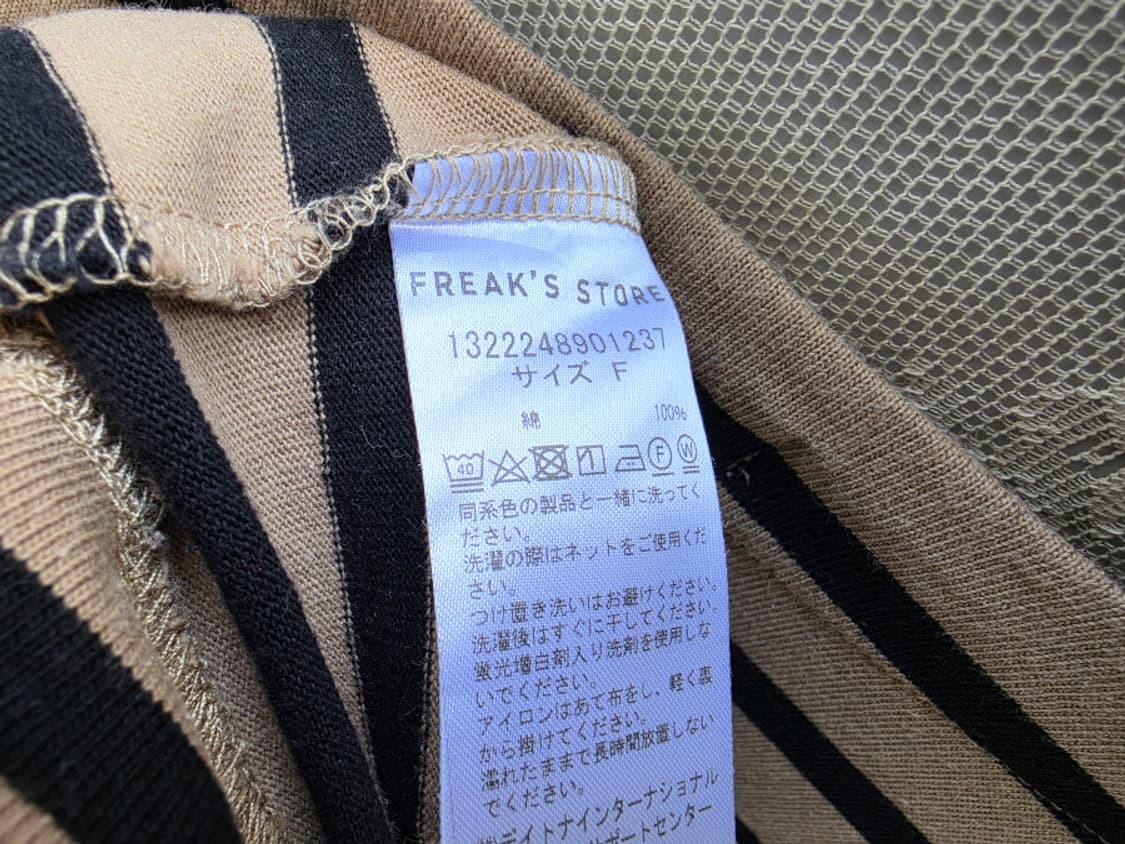 FREAK'S STORE
1322248901237
サイズ F
綿 100%
40 F W
同系色の製品と一緒に洗ってく
ださい。
洗濯の際はネットをご使用くだ
さい。
つけ置き洗いはお避けください。
洗濯後はすぐに干してください。
蛍光増白剤入り洗剤を使用しな
いでください。
アイロンはあて布をし、軽く裏
から掛けてください。
濡れたままで長時間放置しない
でください。
㈱デイトナインターナショナル
サポートセンター